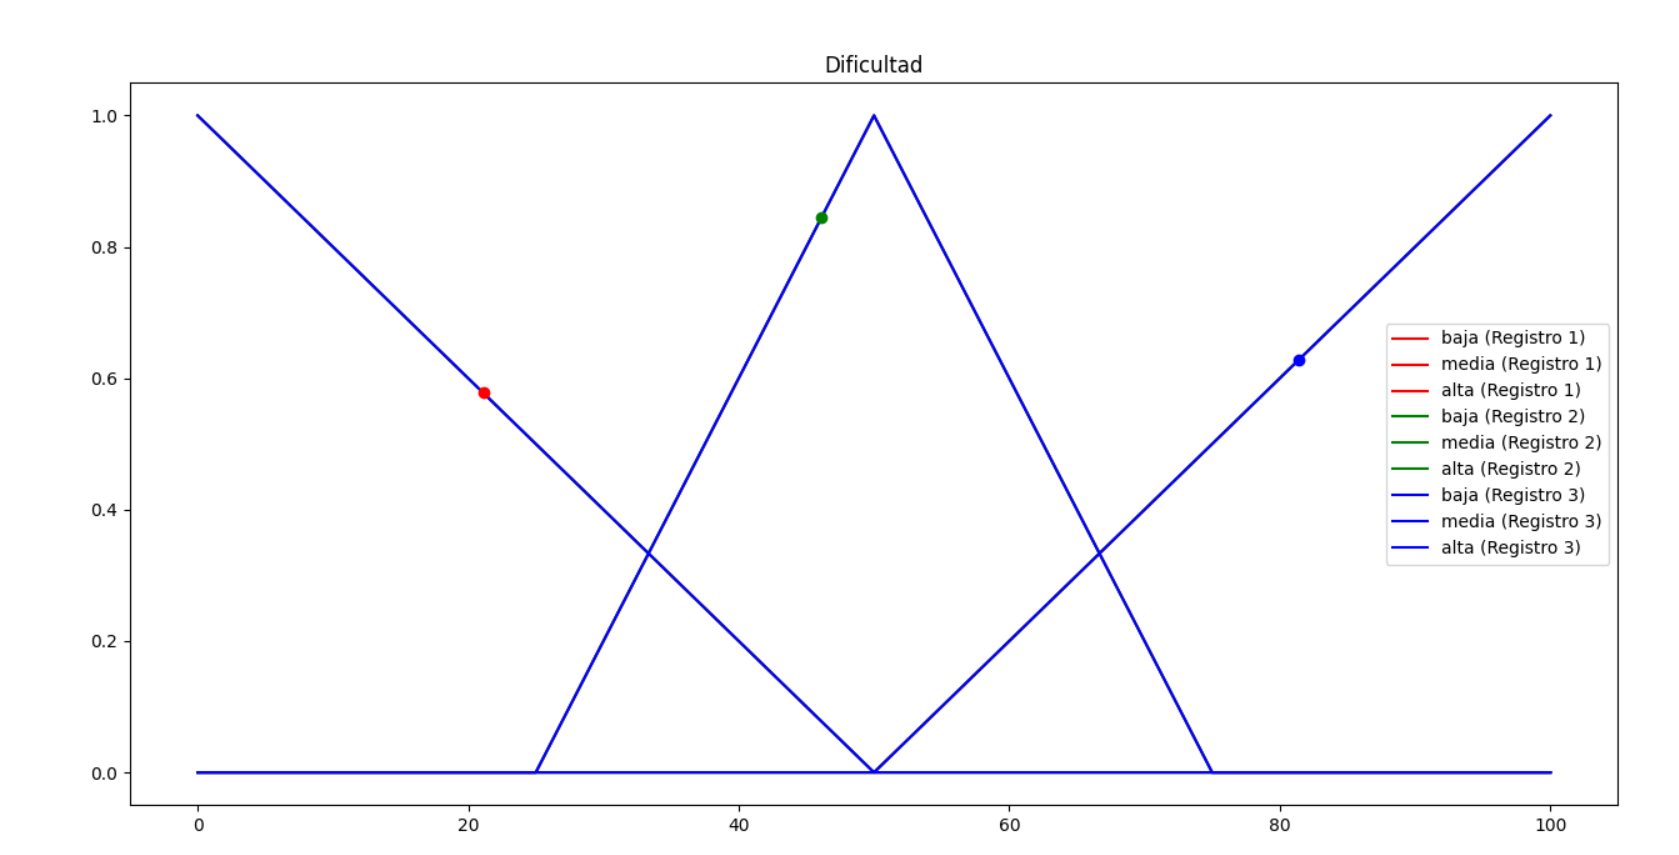 Dificultad
1.0
0.8
0.6
0.4
0.2
0.0
0 20 40 60 80 100
baja (Registro 1)
media (Registro 1)
alta (Registro 1)
baja (Registro 2)
media (Registro 2)
alta (Registro 2)
baja (Registro 3)
media (Registro 3)
alta (Registro 3)